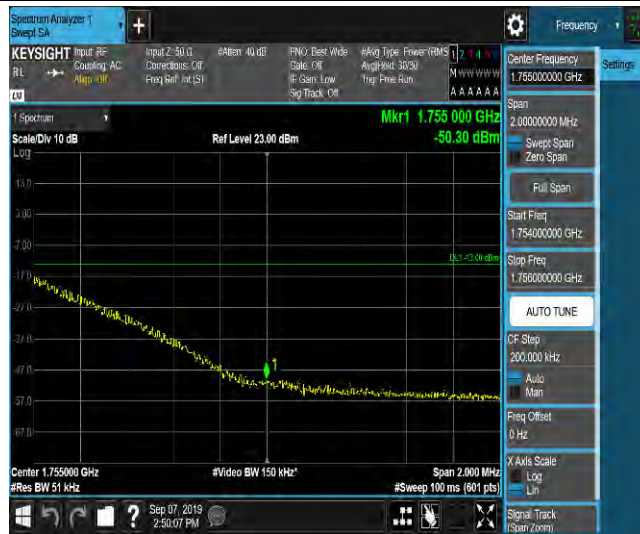 Spectrum Analyzer 1
Swept SA
Frequency
KEYSIGHT
RL
Input: RF
Coupling: AC
Align: Off
Input Z: 50 Ω
Corrections: Off
Freq Ref: Int (S)
#Atten: 40 dB
PNO: Best Wide
Gate: Off
IF Gain: Low
Sig Track: Off
#Avg Type: Power (RMS
Avg|Hold: 30/30
Trig: Free Run
M W W W W W
A A A A A A
LXI
1 Spectrum
Scale/Div 10 dB
Ref Level 23.00 dBm
Mkr1 1.755 000 GHz
-50.30 dBm
Log
13.0
3.00
-7.00
DL1 -13.00 dBm
-17.0
-27.0
-37.0
-47.0
-57.0
-67.0
1
Center 1.755000 GHz
#Res BW 51 kHz
#Video BW 150 kHz*
Span 2.000 MHz
#Sweep 100 ms (601 pts)
Center Frequency
1.755000000 GHz
Settings
Span
2.00000000 MHz
Swept Span
Zero Span
Full Span
Start Freq
1.754000000 GHz
Stop Freq
1.756000000 GHz
AUTO TUNE
CF Step
200.000 kHz
Auto
Man
Freq Offset
0 Hz
X Axis Scale
Log
Lin
Signal Track
(Span Zoom)
Sep 07, 2019
2:50:07 PM